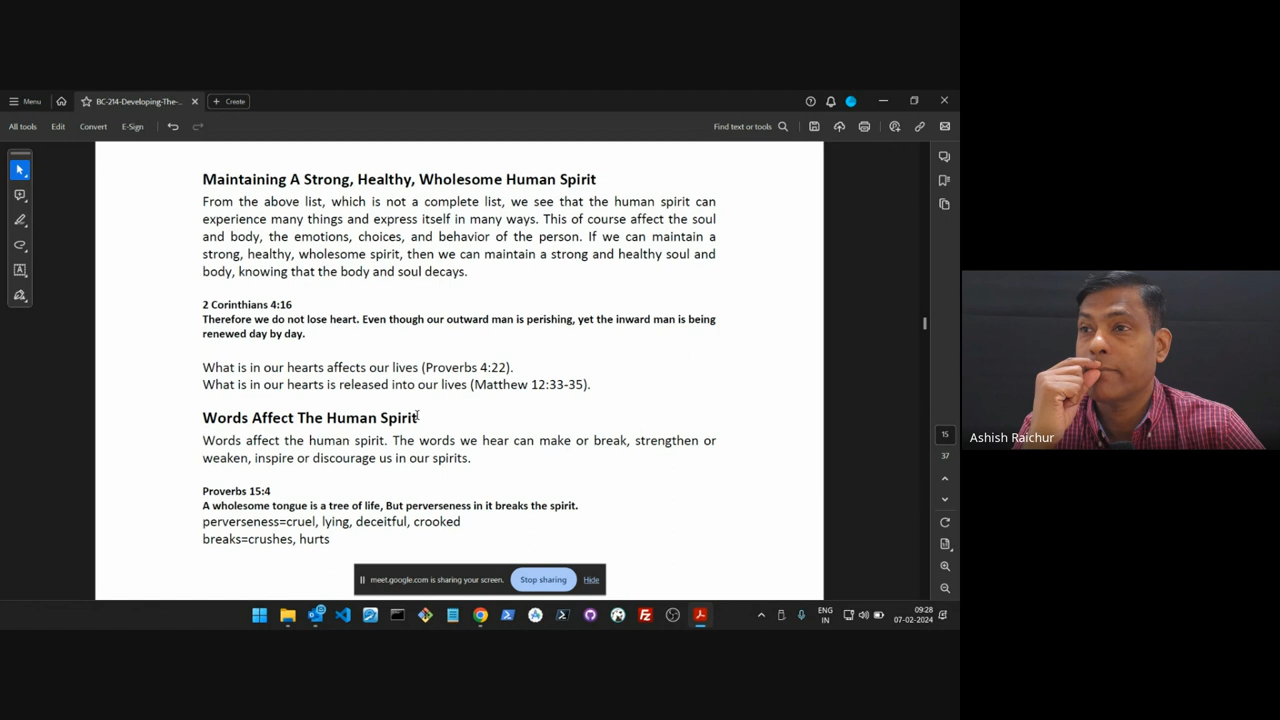 Menu
BC-214-Developing-The-...
Create
All tools
Edit
Convert
E-Sign
Find text or tools
Maintaining A Strong, Healthy, Wholesome Human Spirit
From the above list, which is not a complete list, we see that the human spirit can
experience many things and express itself in many ways. This of course affect the soul
and body, the emotions, choices, and behavior of the person. If we can maintain a
strong, healthy, wholesome spirit, then we can maintain a strong and healthy soul and
body, knowing that the body and soul decays.
2 Corinthians 4:16
Therefore we do not lose heart. Even though our outward man is perishing, yet the inward man is being
renewed day by day.
What is in our hearts affects our lives (Proverbs 4:22).
What is in our hearts is released into our lives (Matthew 12:33-35).
Words Affect The Human Spirit
Words affect the human spirit. The words we hear can make or break, strengthen or
weaken, inspire or discourage us in our spirits.
Proverbs 15:4
A wholesome tongue is a tree of life, But perverseness in it breaks the spirit.
perverseness=cruel, lying, deceitful, crooked
breaks=crushes, hurts
15
37
Ashish Raichur
meet.google.com is sharing your screen.
Stop sharing
Hide
ENG
IN
09:28
07-02-2024